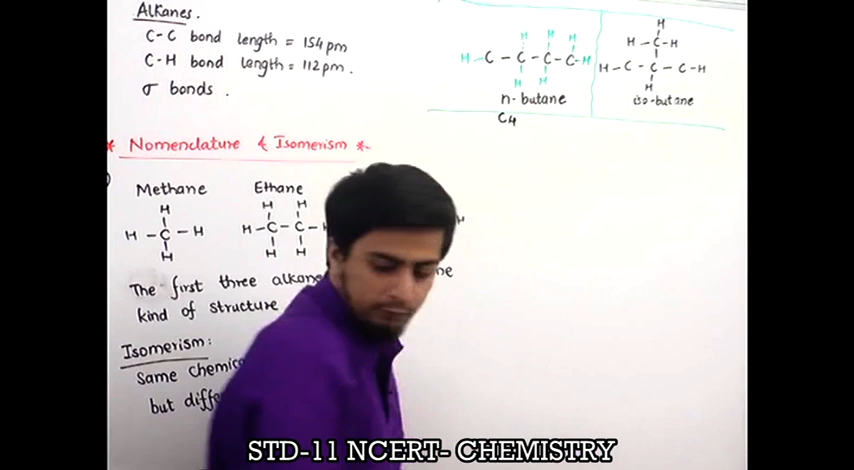 Alkanes.
C-C bond length = 154 pm
C-H bond length = 112 pm.
σ bonds.
* Nomenclature & Isomerism *
Methane
H
H - C - H
H
Ethane
H H
H - C - C -
H H
The first three alkane
kind of structure
Isomerism:
Same chemic
but diffe
H H H
H - C - C - C - C - H
H H
n-butane
C4
H
H - C - H
H - C - C - C - H
H
iso-butane
STD-11 NCERT- CHEMISTRY